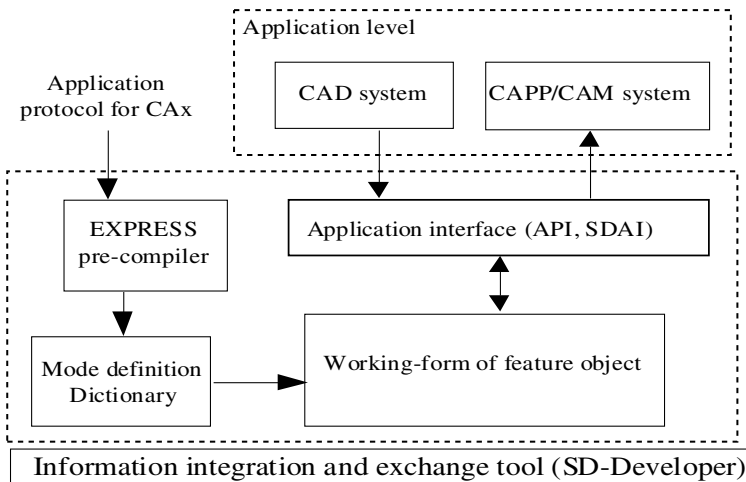 Application level
Application
protocol for CAx
CAD system
CAPP/CAM system
EXPRESS
pre-compiler
Application interface (API, SDAI)
Mode definition
Dictionary
Working-form of feature object
Information integration and exchange tool (SD-Developer)